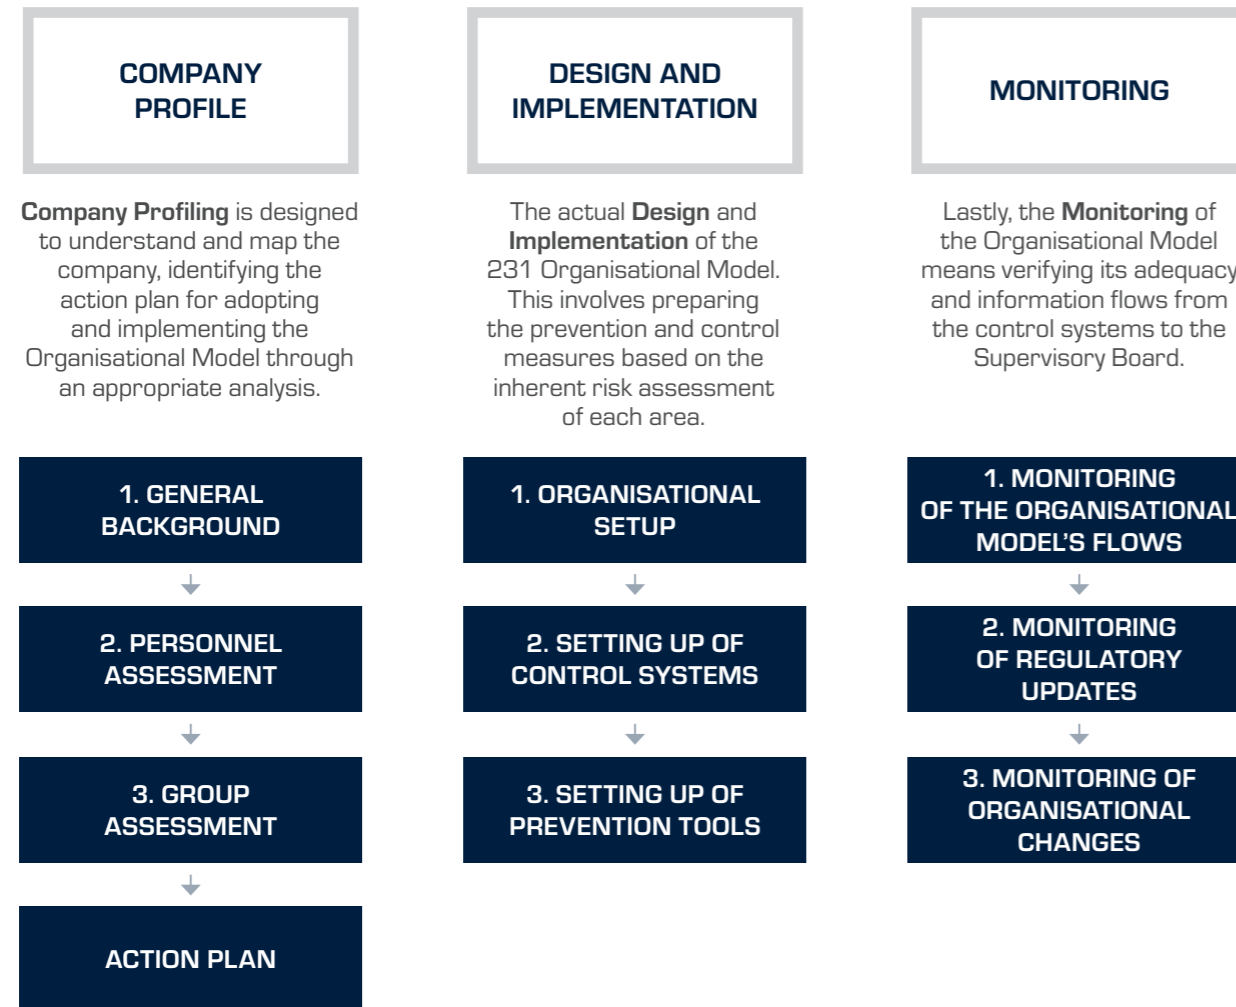 COMPANY
PROFILE
Company Profiling is designed
to understand and map the
company, identifying the
action plan for adopting
and implementing the
Organisational Model through
an appropriate analysis.
1. GENERAL
BACKGROUND
2. PERSONNEL
ASSESSMENT
3. GROUP
ASSESSMENT
ACTION PLAN
DESIGN AND
IMPLEMENTATION
The actual Design and
Implementation of the
231 Organisational Model.
This involves preparing
the prevention and control
measures based on the
inherent risk assessment
of each area.
1. ORGANISATIONAL
SETUP
2. SETTING UP OF
CONTROL SYSTEMS
3. SETTING UP OF
PREVENTION TOOLS
MONITORING
Lastly, the Monitoring of
the Organisational Model
means verifying its adequacy
and information flows from
the control systems to the
Supervisory Board.
1. MONITORING
OF THE ORGANISATIONAL
MODEL'S FLOWS
2. MONITORING
OF REGULATORY
UPDATES
3. MONITORING OF
ORGANISATIONAL
CHANGES